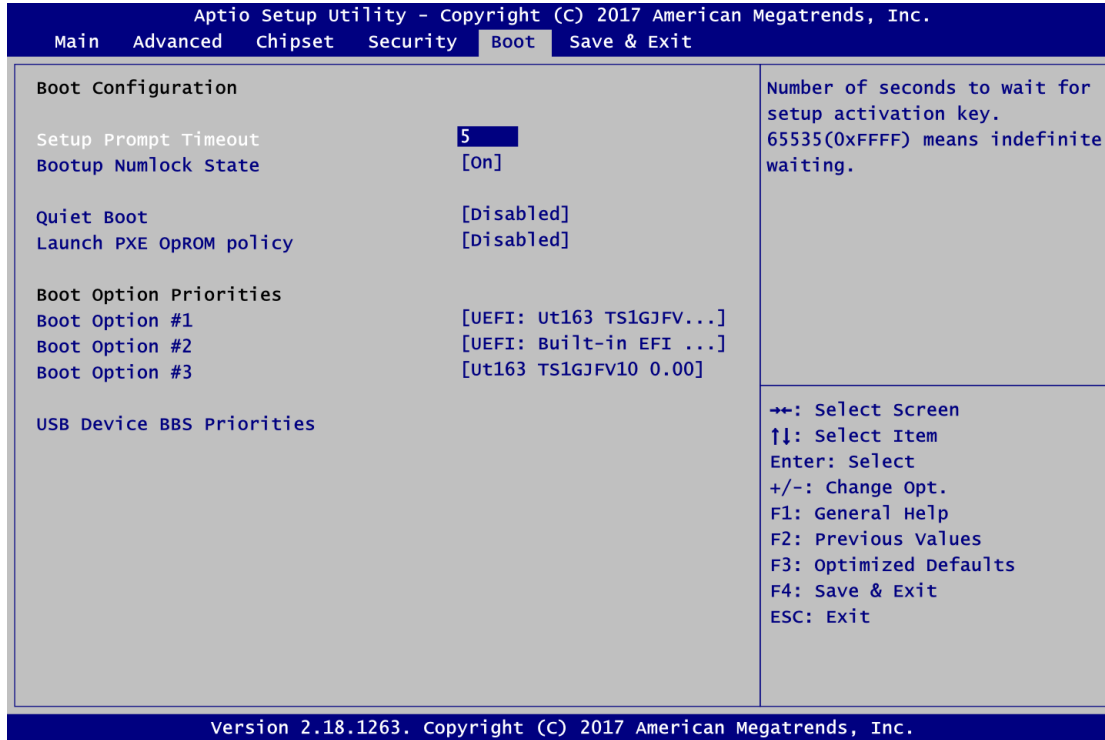 Aptio Setup Utility - Copyright (C) 2017 American Megatrends, Inc.
Main Advanced Chipset Security Boot Save & Exit
Boot Configuration
Setup Prompt Timeout 5
Bootup Numlock State [On]
Quiet Boot [Disabled]
Launch PXE OpROM policy [Disabled]
Boot Option Priorities
Boot Option #1 [UEFI: Ut163 TS1GJFV...]
Boot Option #2 [UEFI: Built-in EFI ...]
Boot Option #3 [Ut163 TS1GJFV10 0.00]
USB Device BBS Priorities
Number of seconds to wait for
setup activation key.
65535(0xFFFF) means indefinite
waiting.
→←: Select Screen
↑↓: Select Item
Enter: Select
+/-: Change Opt.
F1: General Help
F2: Previous Values
F3: Optimized Defaults
F4: Save & Exit
ESC: Exit
Version 2.18.1263. Copyright (C) 2017 American Megatrends, Inc.